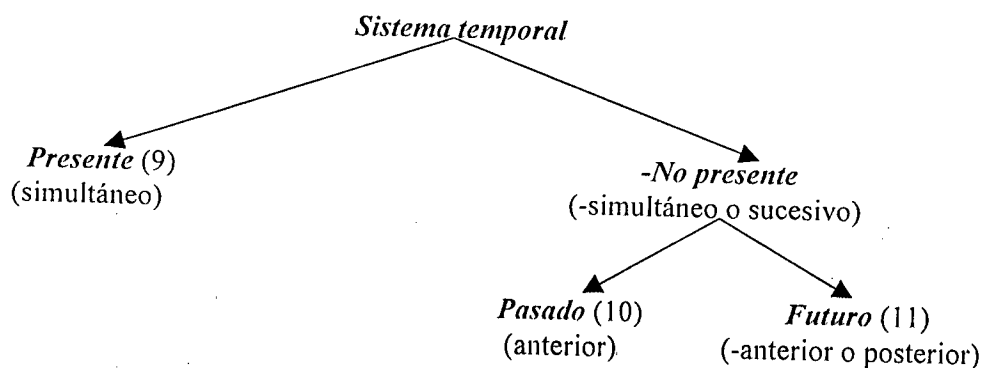 Sistema temporal
Presente (9)
(simultáneo)
-No presente
(-simultáneo o sucesivo)
Pasado (10)
(anterior)
Futuro (11)
(-anterior o posterior)